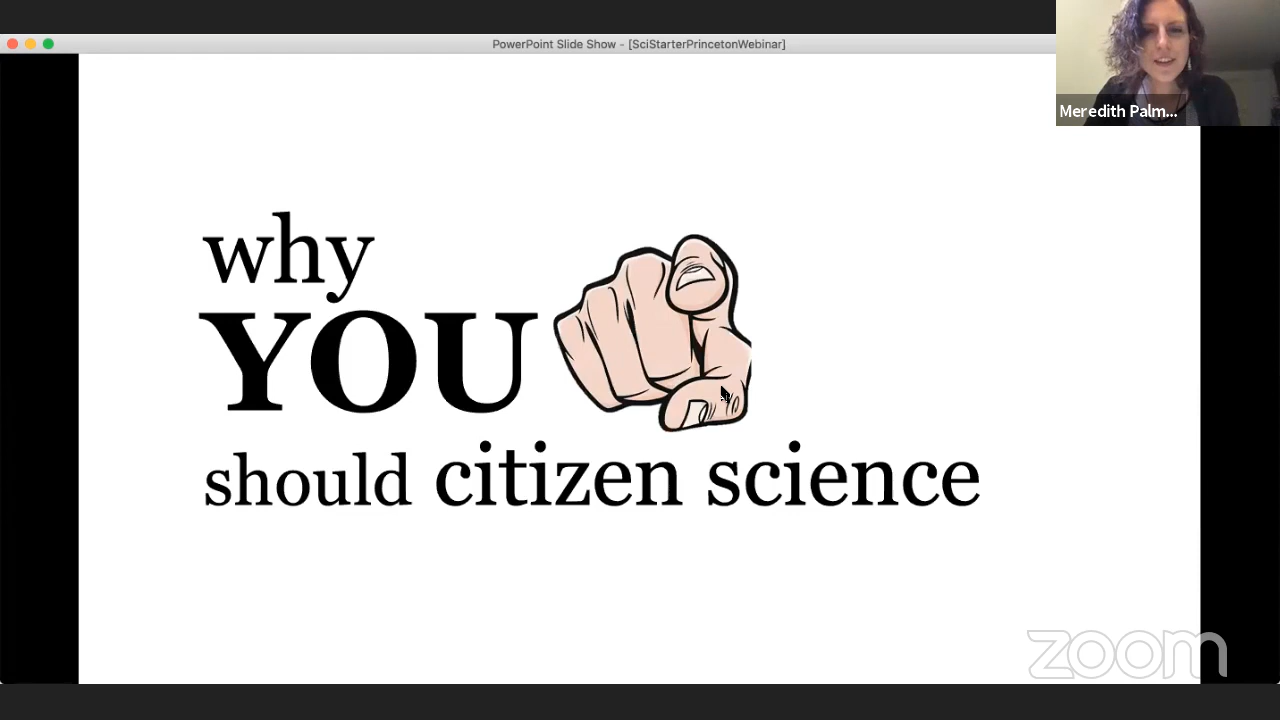 PowerPoint Slide Show - [SciStarterPrincetonWebinar]
Meredith Palm...
why
YOU
should citizen science
zoom